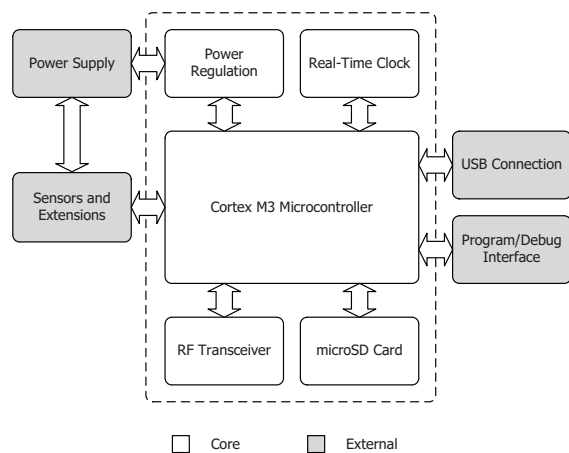 Power Supply
Power
Regulation
Real-Time Clock
Sensors and
Extensions
Cortex M3 Microcontroller
USB Connection
Program/Debug
Interface
RF Transceiver
microSD Card
Core
External